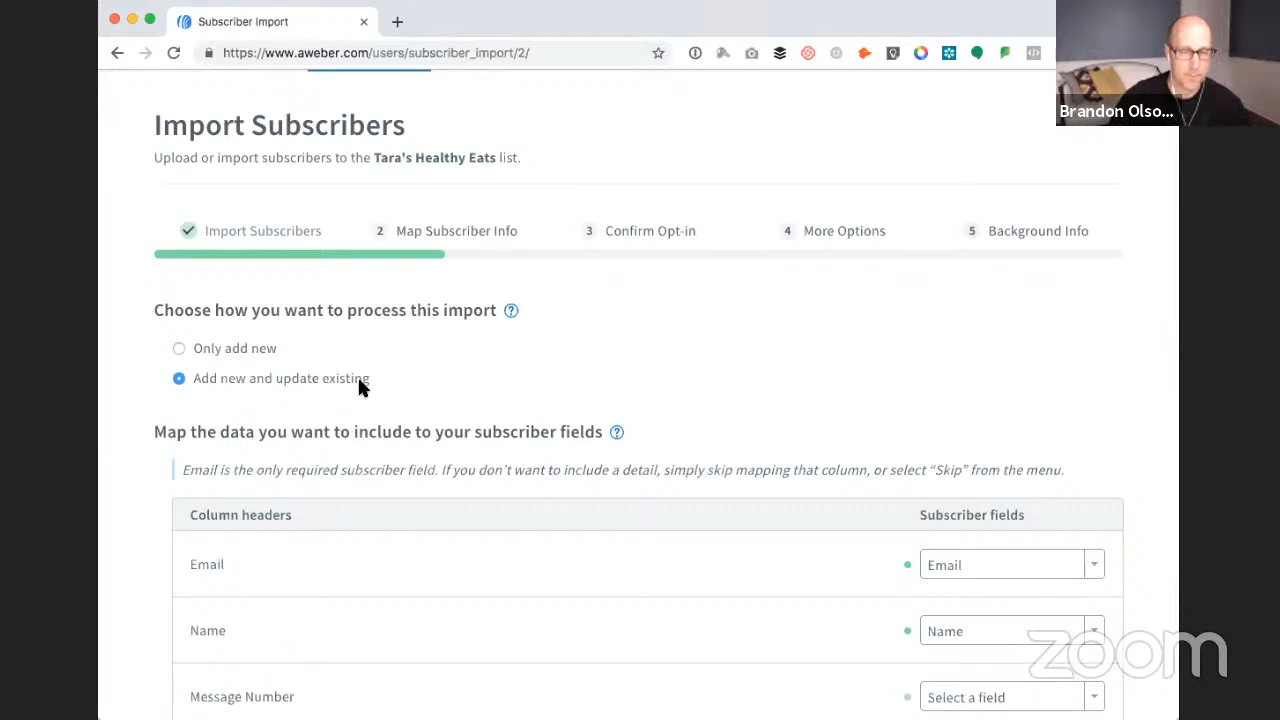 Subscriber Import
https://www.aweber.com/users/subscriber_import/2/
Brandon Olso...
Import Subscribers
Upload or import subscribers to the Tara's Healthy Eats list.
Import Subscribers
2 Map Subscriber Info
3 Confirm Opt-in
4 More Options
5 Background Info
Choose how you want to process this import ?
Only add new
Add new and update existing
Map the data you want to include to your subscriber fields ?
Email is the only required subscriber field. If you don't want to include a detail, simply skip mapping that column, or select “Skip” from the menu.
Column headers Subscriber fields
Email Email
Name Name
Message Number Select a field
zoom